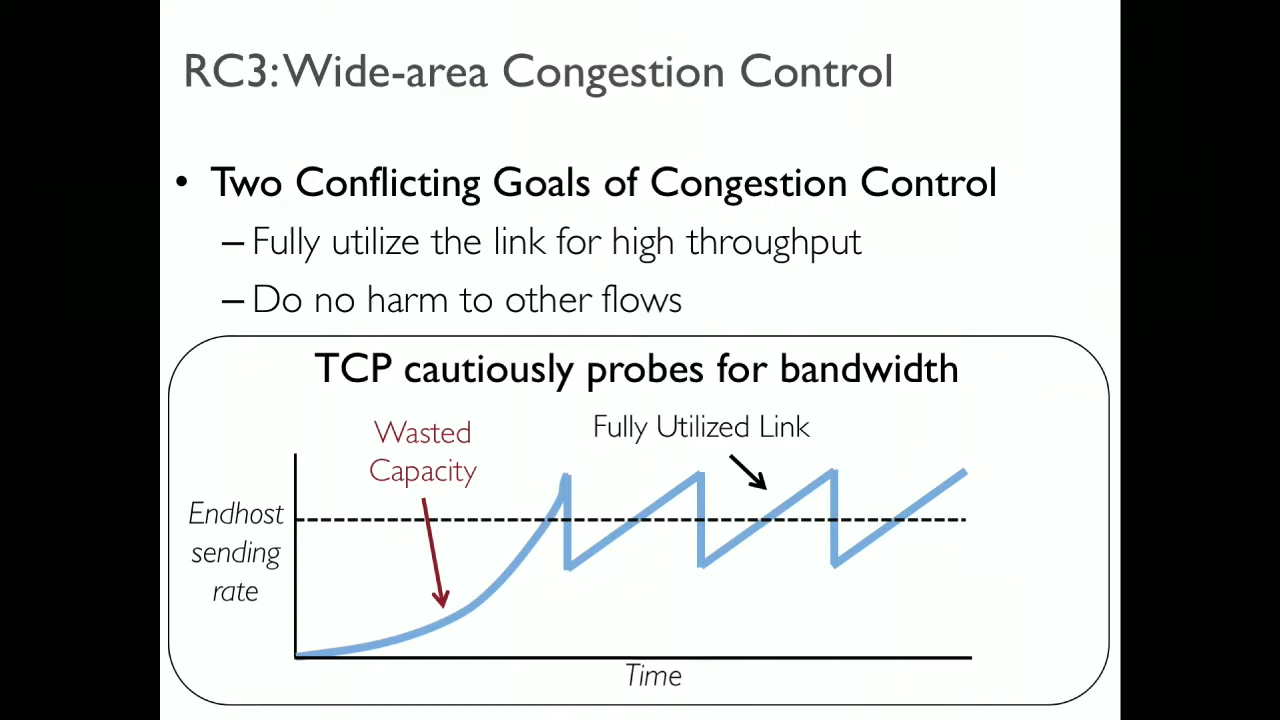 RC3: Wide-area Congestion Control
• Two Conflicting Goals of Congestion Control
– Fully utilize the link for high throughput
– Do no harm to other flows
TCP cautiously probes for bandwidth
Wasted
Capacity
Fully Utilized Link
Endhost
sending
rate
Time